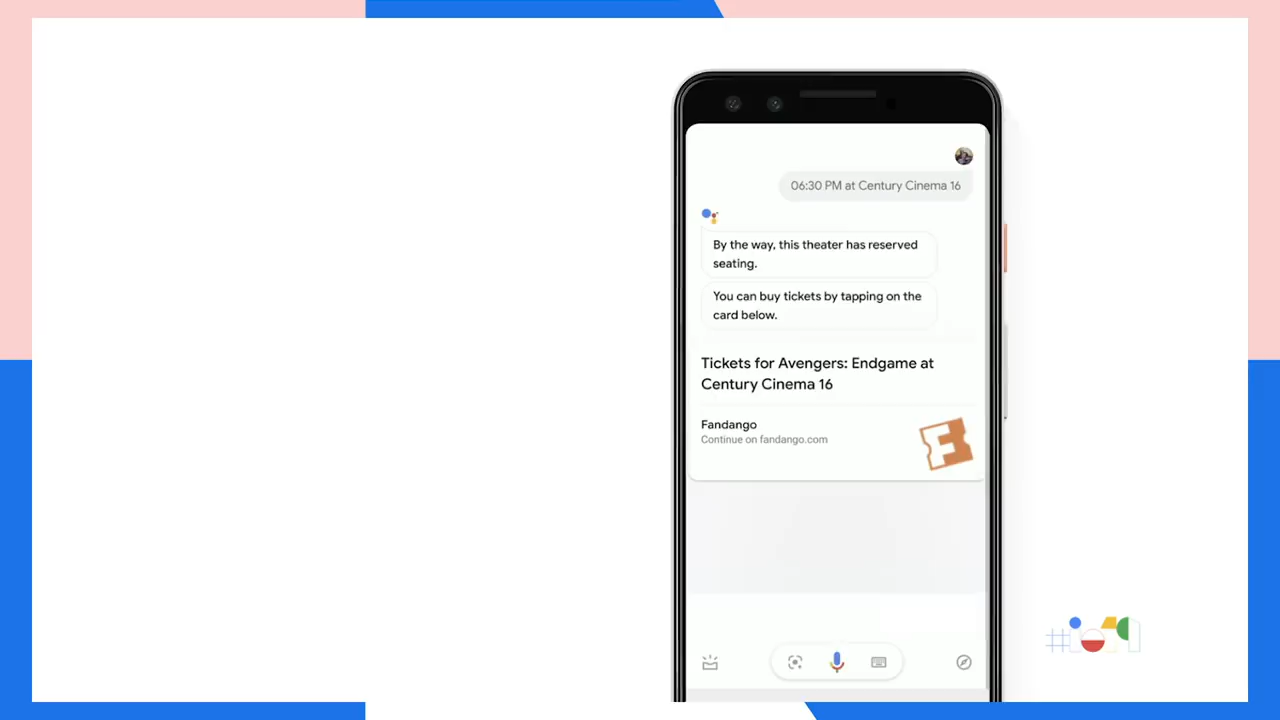 06:30 PM at Century Cinema 16
By the way, this theater has reserved
seating.
You can buy tickets by tapping on the
card below.
Tickets for Avengers: Endgame at
Century Cinema 16
Fandango
Continue on fandango.com
F
#io19